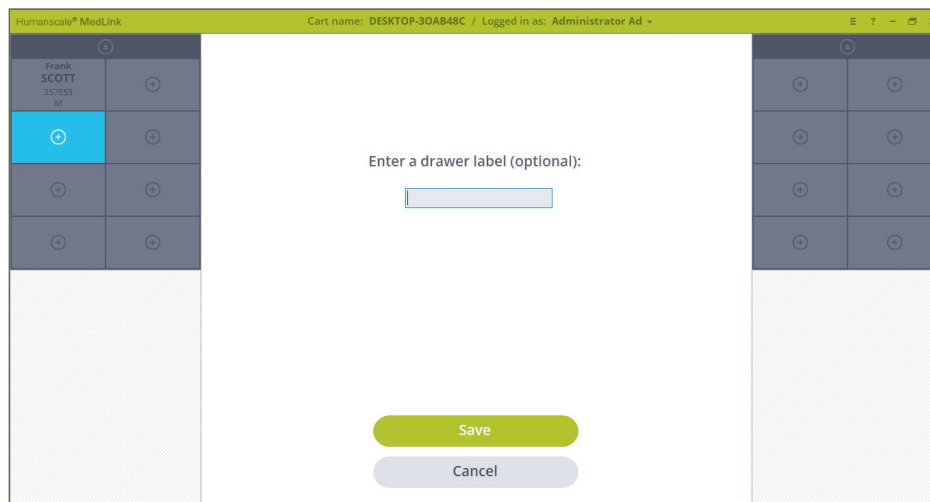 Humanscale® MedLink
Cart name: DESKTOP-3OAB48C / Logged in as: Administrator Ad
?
Frank
SCOTT
357853
M
Enter a drawer label (optional):
Save
Cancel